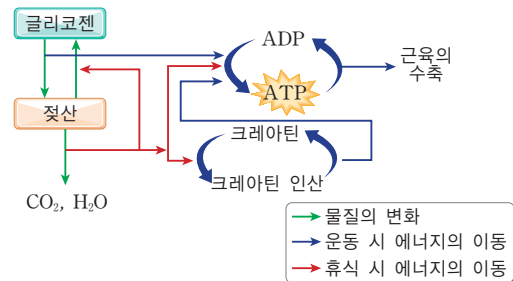 글리코젠
ADP
근육의
수축
ATP
젖산
크레아틴
크레아틴 인산
CO₂, H₂O
물질의 변화
운동 시 에너지의 이동
휴식 시 에너지의 이동